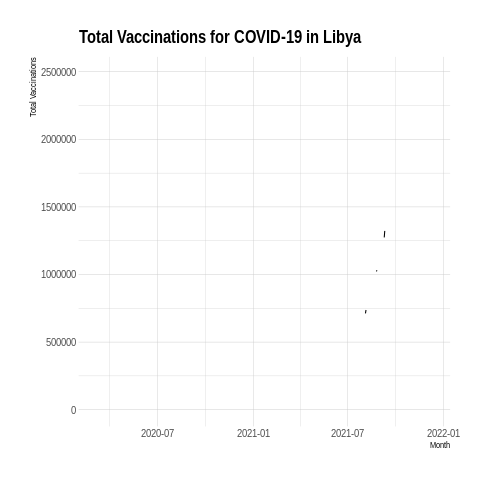 Total Vaccinations for COVID-19 in Libya
Total Vaccinations
2500000
2000000
1500000
1000000
500000
0
2020-07 2021-01 2021-07 2022-01
Month